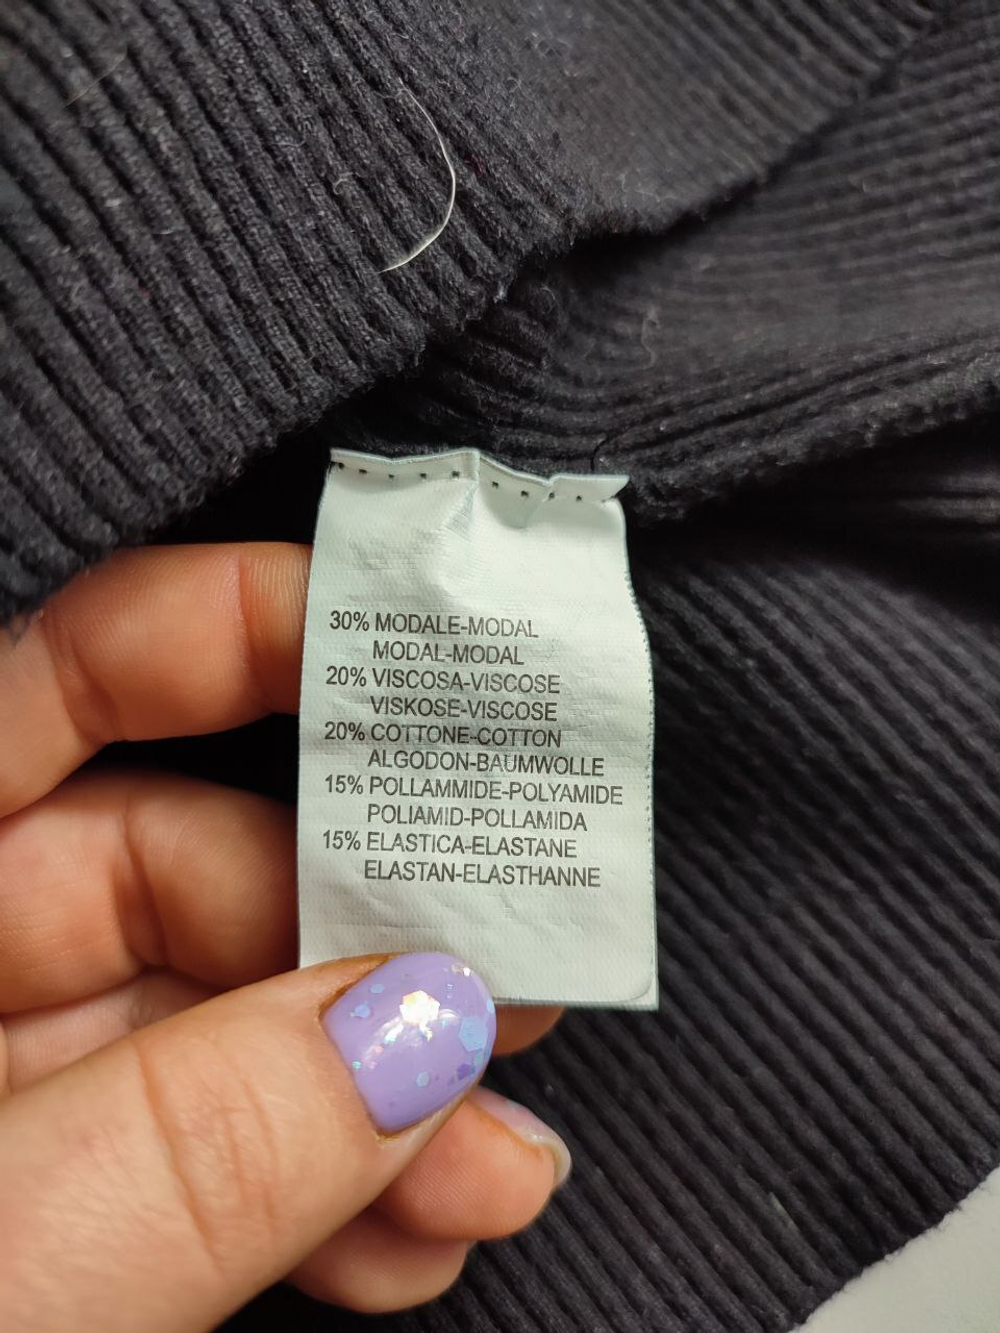 30% MODALE-MODAL
MODAL-MODAL
20% VISCOSA-VISCOSE
VISKOSE-VISCOSE
20% COTTONE-COTTON
ALGODON-BAUMWOLLE
15% POLLAMMIDE-POLYAMIDE
POLIAMID-POLLAMIDA
15% ELASTICA-ELASTANE
ELASTAN-ELASTHANNE